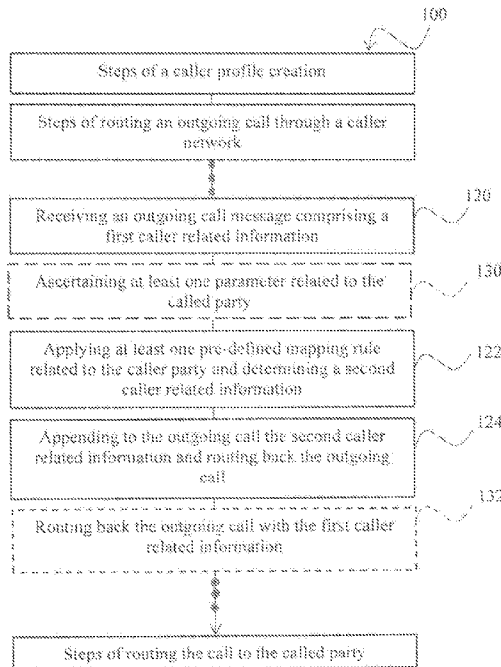 100
Steps of a caller profile creation
Steps of routing an outgoing call through a caller
network
120
Receiving an outgoing call message comprising a
first caller related information
130
Ascertaining at least one parameter related to the
called party
122
Applying at least one pre-defined mapping rule
related to the caller party and determining a second
caller related information
124
Appending to the outgoing call the second caller
related information and routing back the outgoing
call
132
Routing back the outgoing call with the first caller
related information
Steps of routing the call to the called party